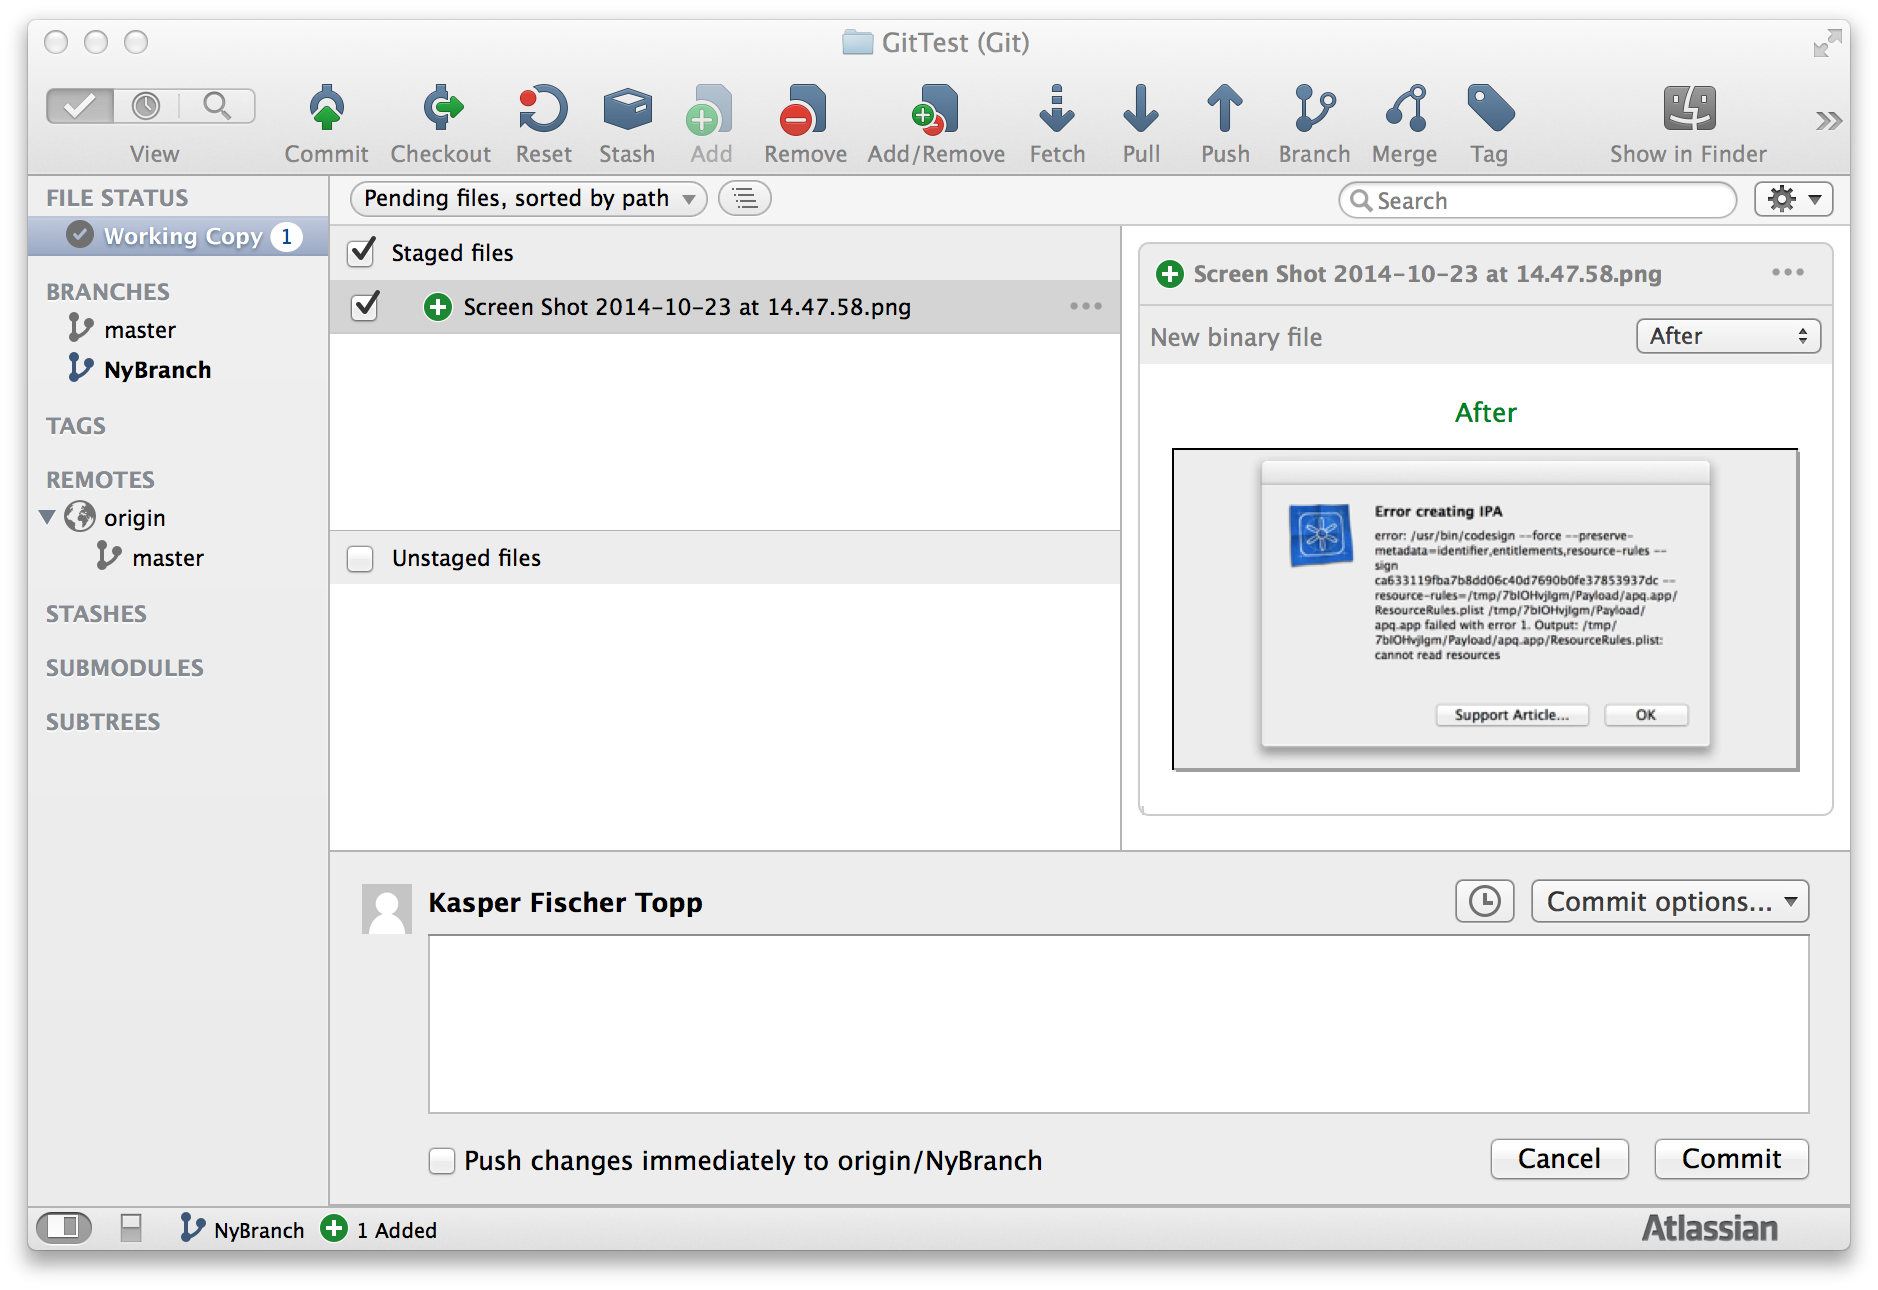 GitTest (Git)
View
Commit
Checkout
Reset
Stash
Add
Remove
Add/Remove
Fetch
Pull
Push
Branch
Merge
Tag
Show in Finder
FILE STATUS
Working Copy 1
BRANCHES
master
NyBranch
TAGS
REMOTES
origin
master
STASHES
SUBMODULES
SUBTREES
Pending files, sorted by path
Search
Staged files
Screen Shot 2014-10-23 at 14.47.58.png
Unstaged files
Screen Shot 2014-10-23 at 14.47.58.png
New binary file
After
After
Error creating IPA
error: /usr/bin/codesign --force --preserve-
metadata=identifier,entitlements,resource-rules --
sign
ca633119fba7b8dd06c40d7690b0fe37853937dc --
resource-rules=/tmp/7bIOHvjIgm/Payload/apq.app/
ResourceRules.plist /tmp/7bIOHvjIgm/Payload/
apq.app failed with error 1. Output: /tmp/
7bIOHvjIgm/Payload/apq.app/ResourceRules.plist:
cannot read resources
Support Article...
OK
Kasper Fischer Topp
Commit options...
Push changes immediately to origin/NyBranch
Cancel
Commit
NyBranch
1 Added
Atlassian